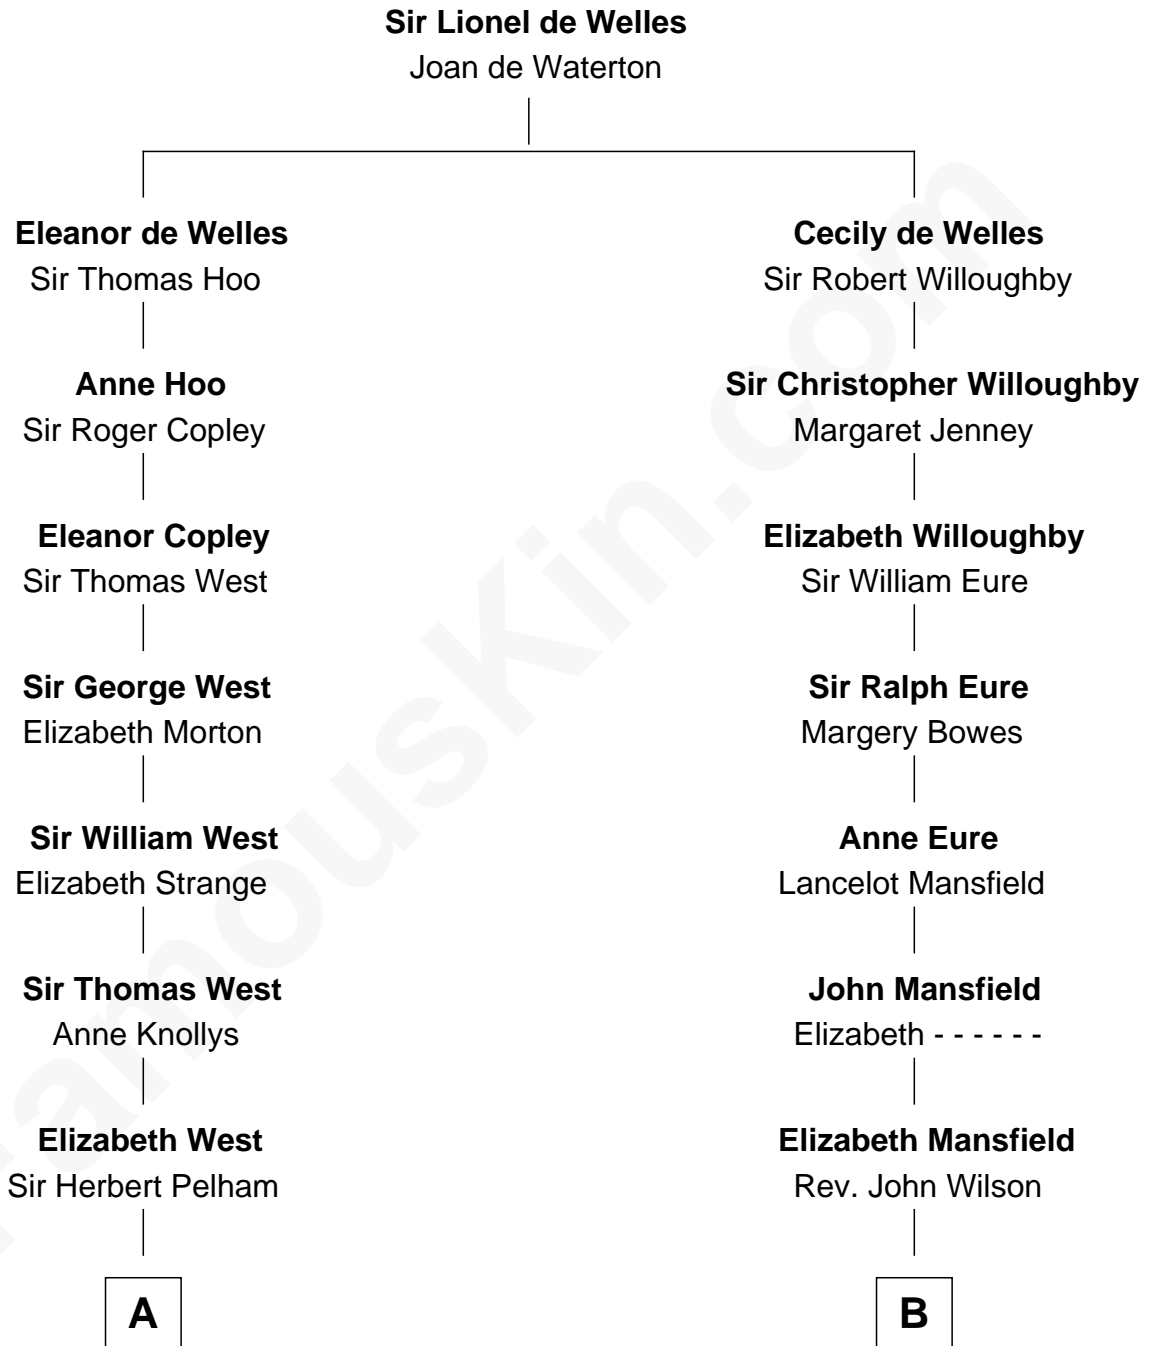 Sir Lionel de Welles
Joan de Waterton
Eleanor de Welles
Sir Thomas Hoo
Anne Hoo
Sir Roger Copley
Eleanor Copley
Sir Thomas West
Sir George West
Elizabeth Morton
Sir William West
Elizabeth Strange
Sir Thomas West
Anne Knollys
Elizabeth West
Sir Herbert Pelham
A
Cecily de Welles
Sir Robert Willoughby
Sir Christopher Willoughby
Margaret Jenney
Elizabeth Willoughby
Sir William Eure
Sir Ralph Eure
Margery Bowes
Anne Eure
Lancelot Mansfield
John Mansfield
Elizabeth - - - - - -
Elizabeth Mansfield
Rev. John Wilson
B
FamousKin.com